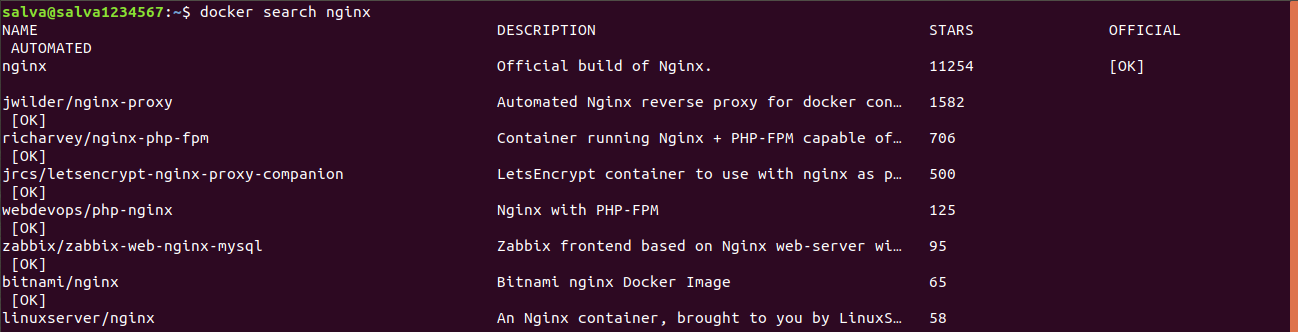 salva@salva1234567:~$ docker search nginx
NAME DESCRIPTION STARS OFFICIAL
AUTOMATED
nginx Official build of Nginx. 11254 [OK]
jwilder/nginx-proxy Automated Nginx reverse proxy for docker con… 1582
[OK]
richarvey/nginx-php-fpm Container running Nginx + PHP-FPM capable of… 706
[OK]
jrcs/letsencrypt-nginx-proxy-companion LetsEncrypt container to use with nginx as p… 500
[OK]
webdevops/php-nginx Nginx with PHP-FPM 125
[OK]
zabbix/zabbix-web-nginx-mysql Zabbix frontend based on Nginx web-server wi… 95
[OK]
bitnami/nginx Bitnami nginx Docker Image 65
[OK]
linuxserver/nginx An Nginx container, brought to you by LinuxS… 58